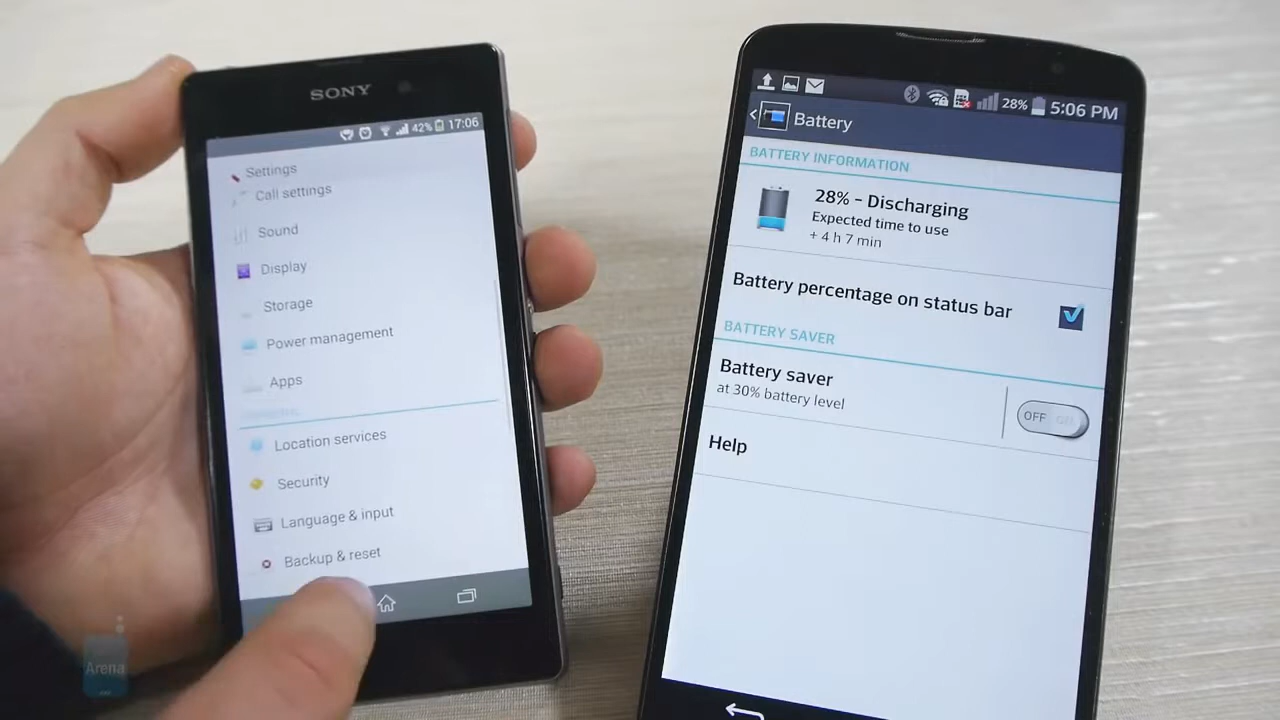 SONY
42% 17:06
Settings
Call settings
Sound
Display
Storage
Power management
Apps
Location services
Security
Language & input
Backup & reset
28% 5:06 PM
Battery
BATTERY INFORMATION
28% - Discharging
Expected time to use
+ 4 h 7 min
Battery percentage on status bar
BATTERY SAVER
Battery saver
at 30% battery level
OFF ON
Help
Arena